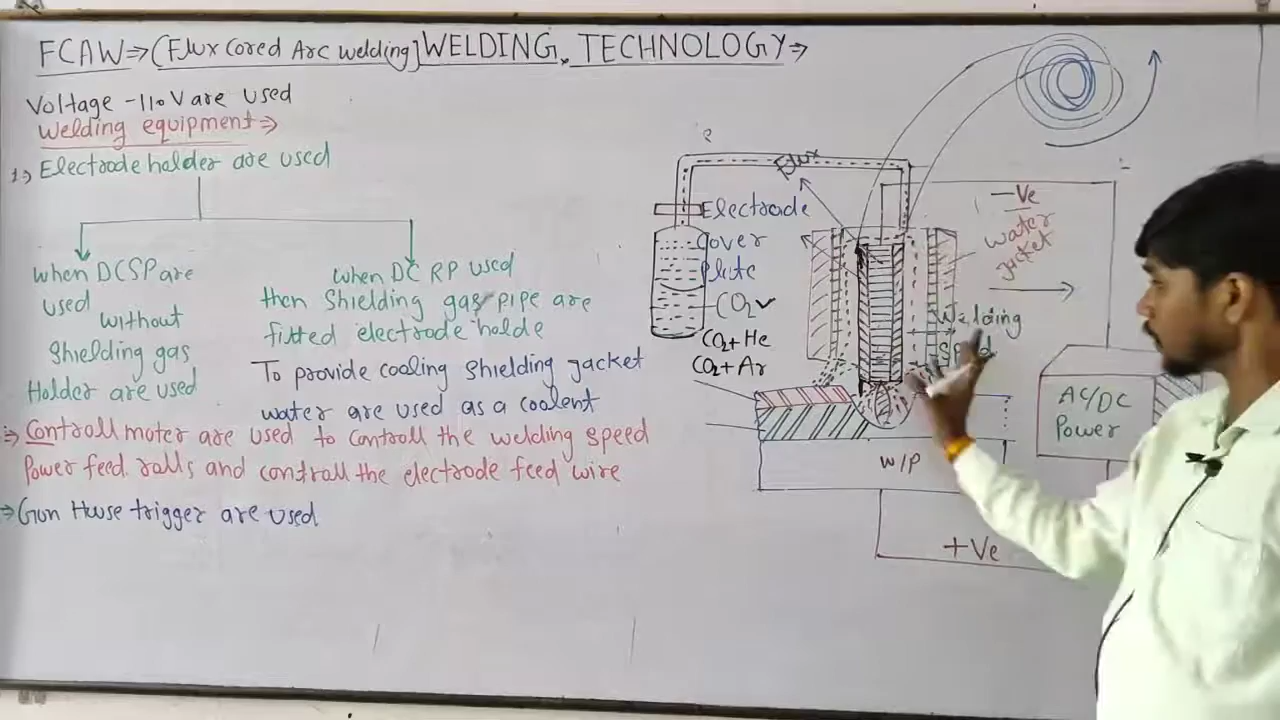 FCAW⇒(Flux Cored Arc welding] WELDING, TECHNOLOGY⇒
Voltage -110 V are used
Welding equipment⇒
1⇒ Electrode holder are used
when DCSP are
used without
Shielding gas
Holder are used
when DC RP used
then Shielding gas pipe are
fitted electrode holde
To provide cooling shielding jacket
water are used as a coolent
⇒ Controll moter are used to controll the welding speed
Power feed rolls and controll the electrode feed wire
⇒ Gun House trigger are used
Flux
Electrode
Cover
Plate
CO2
CO2+He
CO2+Ar
-Ve
water
jacket
Welding
Speed
AC/DC
Power
W/P
+Ve